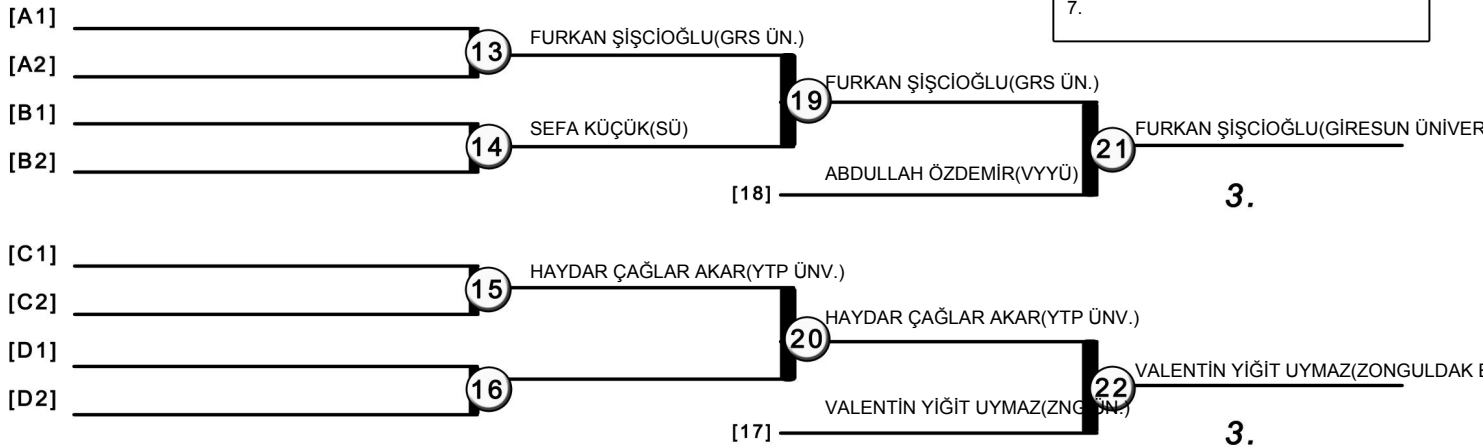 7.
[A1]
13
FURKAN ŞİŞCİOĞLU(GRS ÜN.)
[A2]
19
FURKAN ŞİŞCİOĞLU(GRS ÜN.)
[B1]
14
SEFA KÜÇÜK(SÜ)
21
FURKAN ŞİŞCİOĞLU(GİRESUN ÜNİVER
[B2]
[18]
ABDULLAH ÖZDEMİR(VYYÜ)
3.
[C1]
15
HAYDAR ÇAĞLAR AKAR(YTP ÜNV.)
[C2]
20
HAYDAR ÇAĞLAR AKAR(YTP ÜNV.)
[D1]
16
22
VALENTİN YİĞİT UYMAZ(ZONGULDAK
[D2]
[17]
VALENTİN YİĞİT UYMAZ(ZNG ÜN.)
3.